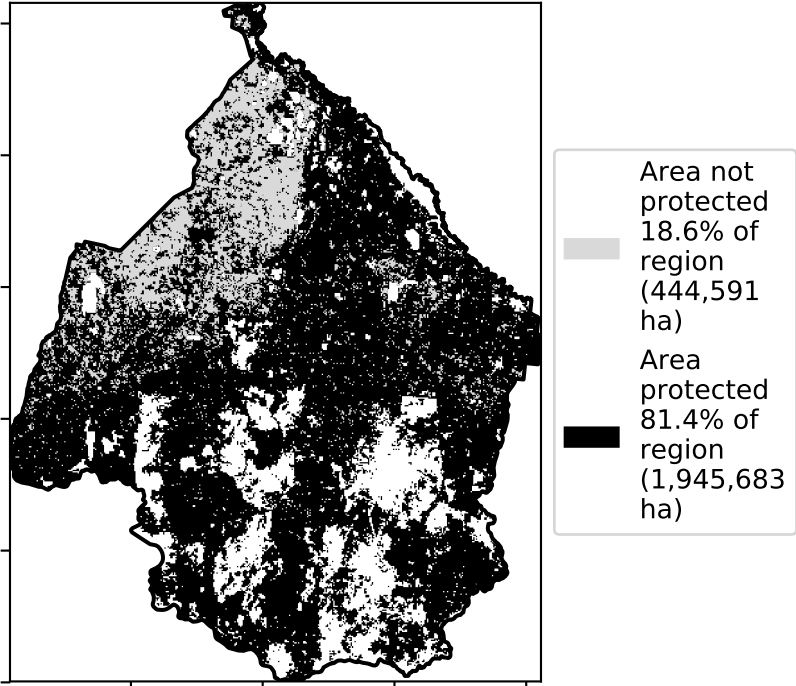 Area not
protected
18.6% of
region
(444,591
ha)
Area
protected
81.4% of
region
(1,945,683
ha)